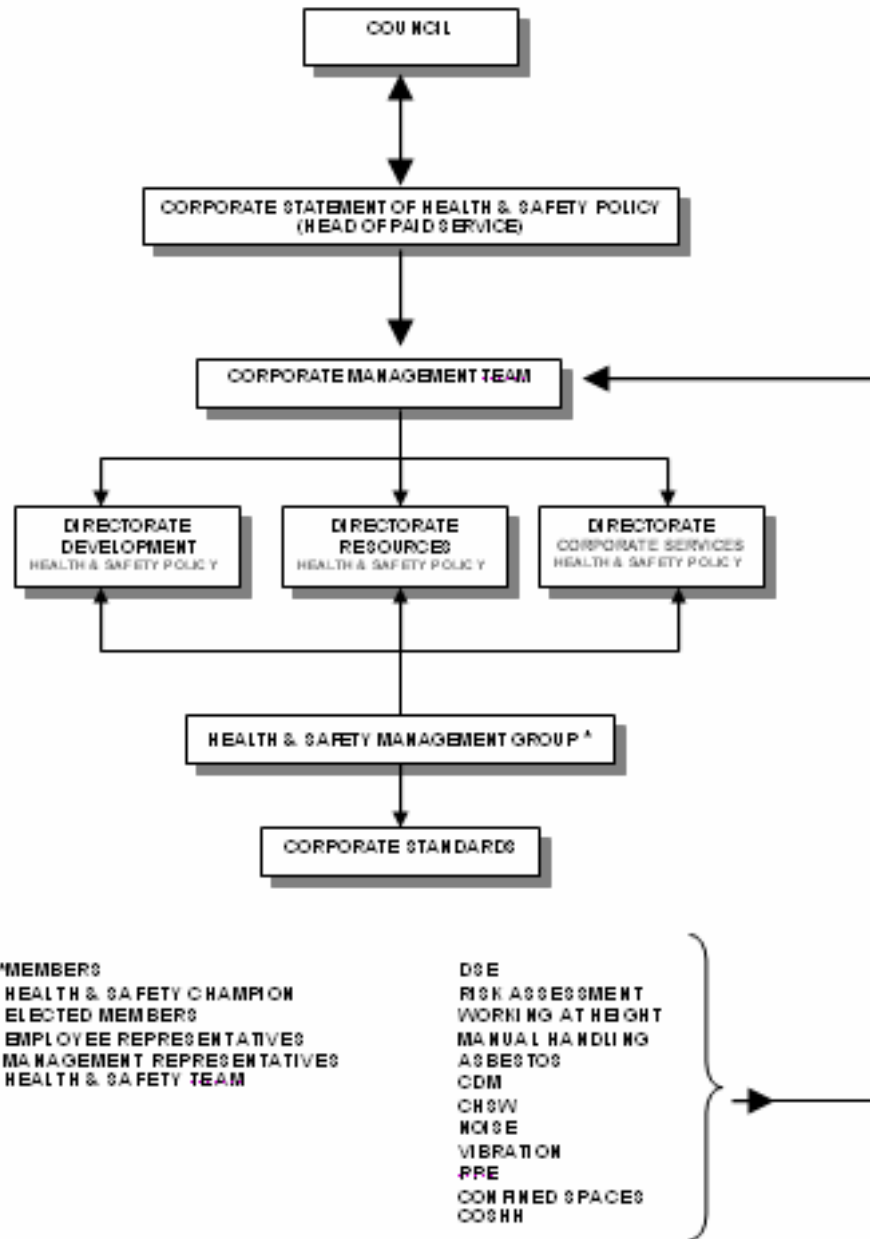 COUNCIL
CORPORATE STATEMENT OF HEALTH & SAFETY POLICY
(HEAD OF PAID SERVICE)
CORPORATE MANAGEMENT TEAM
DIRECTORATE
DEVELOPMENT
HEALTH & SAFETY POLICY
DIRECTORATE
RESOURCES
HEALTH & SAFETY POLICY
DIRECTORATE
CORPORATE SERVICES
HEALTH & SAFETY POLICY
HEALTH & SAFETY MANAGEMENT GROUP *
CORPORATE STANDARDS
*MEMBERS
HEALTH & SAFETY CHAMPION
ELECTED MEMBERS
EMPLOYEE REPRESENTATIVES
MANAGEMENT REPRESENTATIVES
HEALTH & SAFETY TEAM
DSE
RISK ASSESSMENT
WORKING AT HEIGHT
MANUAL HANDLING
ASBESTOS
CDM
CHSW
NOISE
VIBRATION
PPE
CONFINED SPACES
COSHH